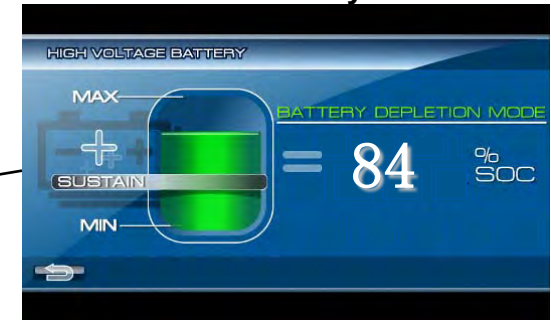 HIGH VOLTAGE BATTERY
MAX
BATTERY DEPLETION MODE
+
= 84 % SOC
SUSTAIN
MIN